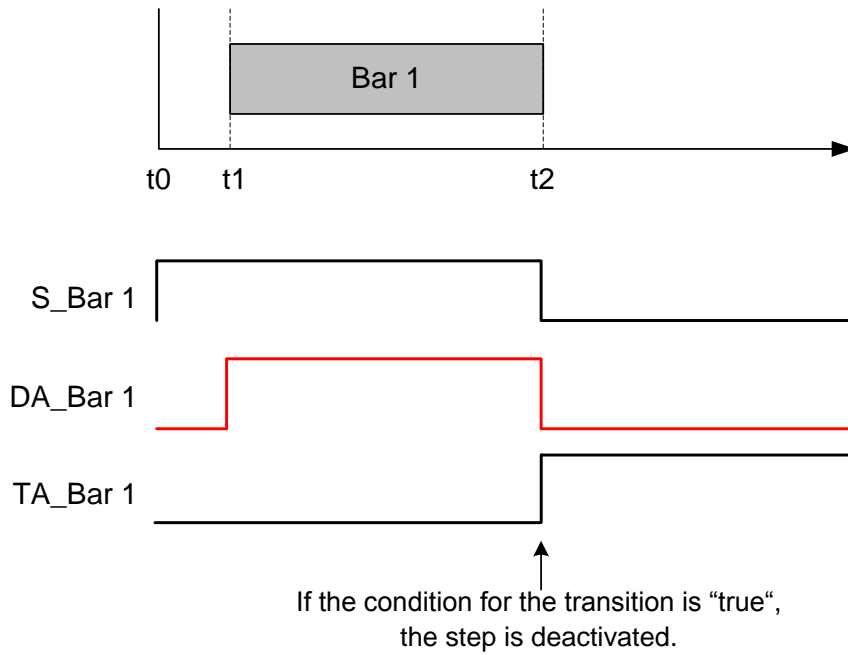 Bar 1
t0 t1 t2
S_Bar 1
DA_Bar 1
TA_Bar 1
If the condition for the transition is “true“,
the step is deactivated.